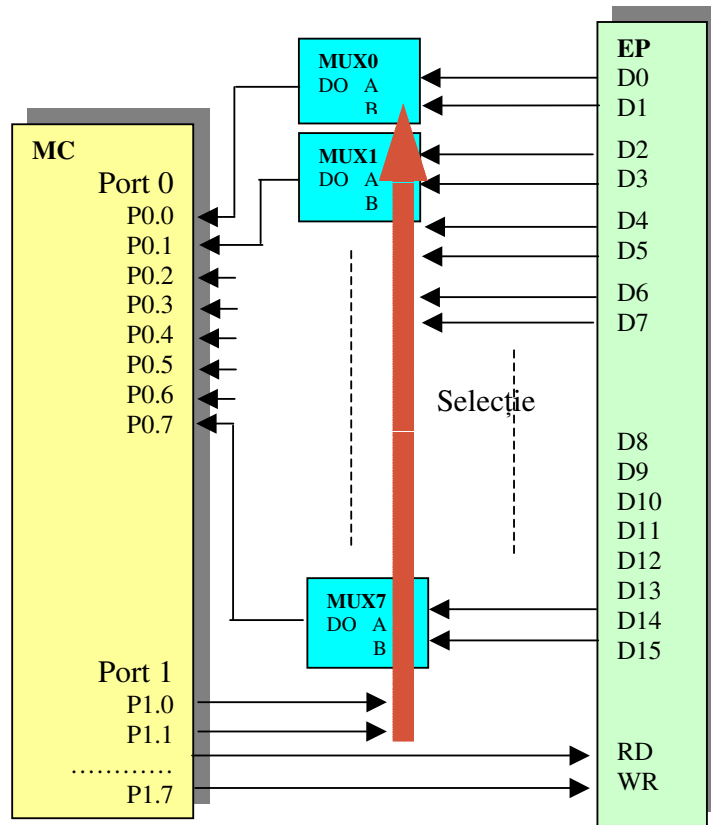 MUX0
DO A
B
MUX1
DO A
B
MUX7
DO A
B
MC
Port 0
P0.0
P0.1
P0.2
P0.3
P0.4
P0.5
P0.6
P0.7
Port 1
P1.0
P1.1
............
P1.7
Selecție
EP
D0
D1
D2
D3
D4
D5
D6
D7
D8
D9
D10
D11
D12
D13
D14
D15
RD
WR